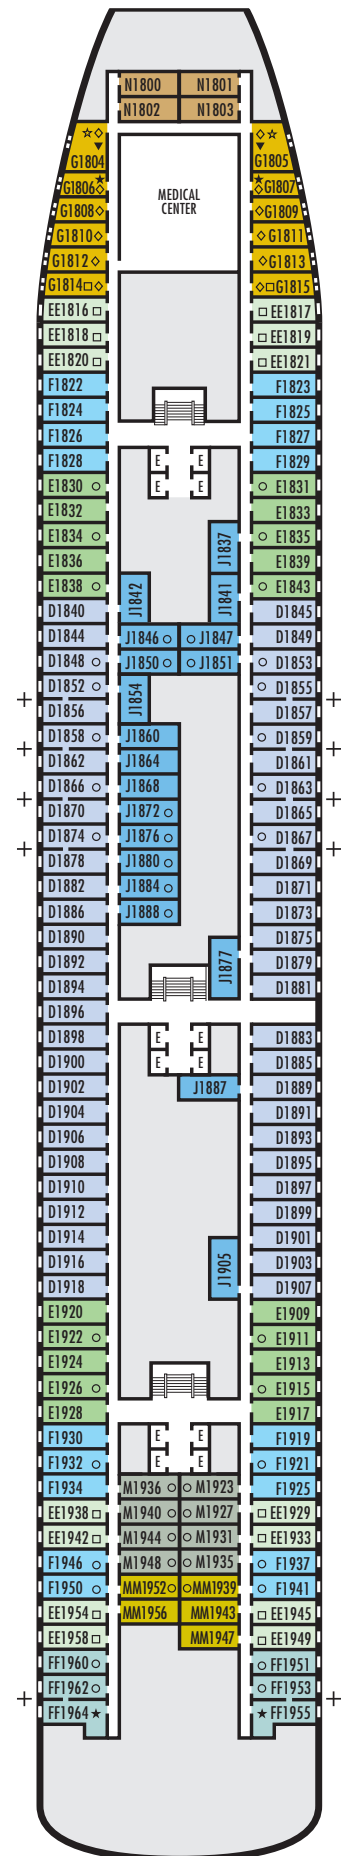 N1800 N1801
N1802 N1803
G1804 G1805
G1806 MEDICAL G1807
G1808 CENTER G1809
G1810 G1811
G1812 G1813
G1814 G1815
EE1816 EE1817
EE1818 EE1819
EE1820 EE1821
F1822 F1823
F1824 F1825
F1826 F1827
F1828 E E F1829
E1830 E E E1831
E1832 E1833
E1834 J1837 E1835
E1836 E1839
E1838 J1842 J1841 E1843
D1840 D1845
D1844 J1846 J1847 D1849
D1848 J1850 J1851 D1853
D1852 J1854 D1855
D1856 D1857
D1858 J1860 D1859
D1862 J1864 D1861
D1866 J1868 D1863
D1870 J1872 D1865
D1874 J1876 D1867
D1878 J1880 D1869
D1882 J1884 D1871
D1886 J1888 D1873
D1890 D1875
D1892 J1877 D1879
D1894 D1881
D1896
D1898 E E D1883
D1900 E E D1885
D1902 J1887 D1889
D1904 D1891
D1906 D1893
D1908 D1895
D1910 D1897
D1912 D1899
D1914 D1901
D1916 J1905 D1903
D1918 D1907
E1920 E1909
E1922 E1911
E1924 E1913
E1926 E1915
E1928 E1917
F1930 E E F1919
F1932 E E F1921
F1934 M1936 M1923 F1925
EE1938 M1940 M1927 EE1929
EE1942 M1944 M1931 EE1933
F1946 M1948 M1935 F1937
F1950 MM1952 MM1939 F1941
EE1954 MM1956 MM1943 EE1945
EE1958 MM1947 EE1949
FF1960 FF1951
FF1962 FF1953
FF1964 FF1955